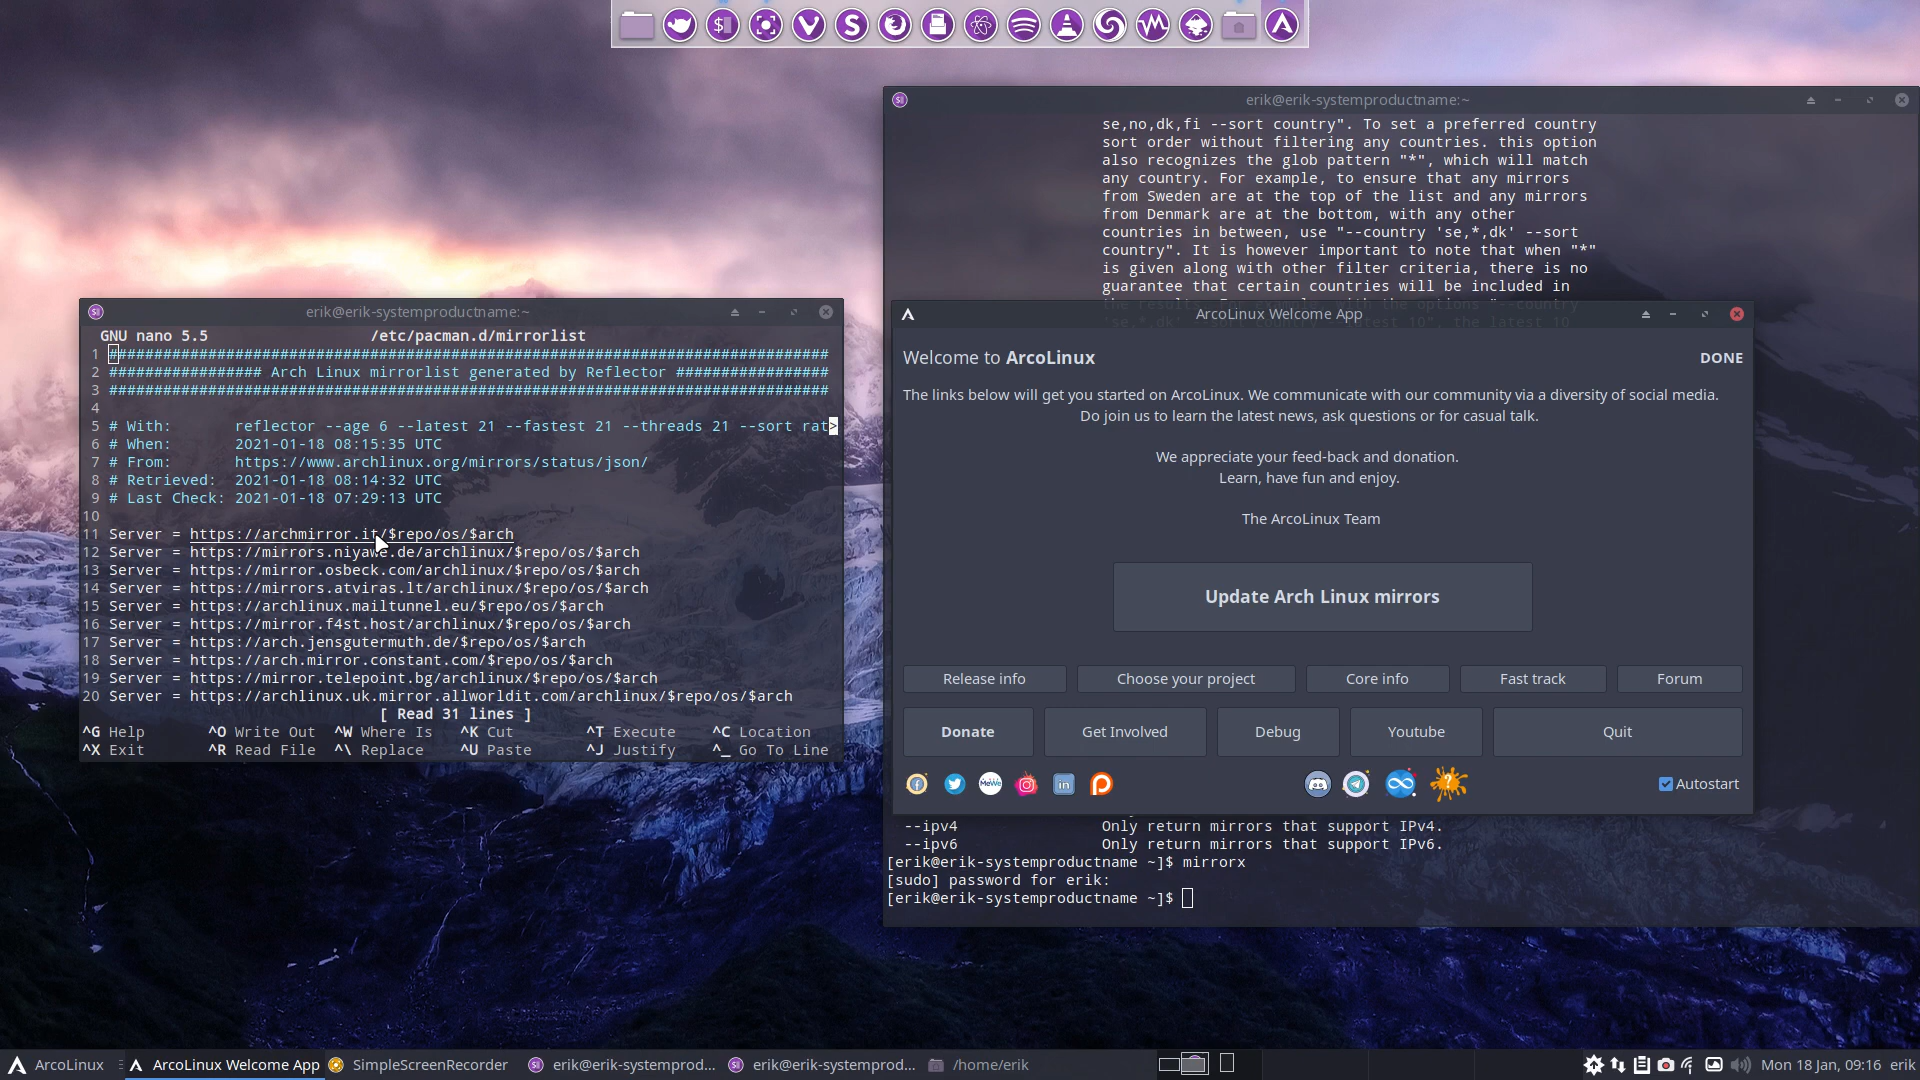 erik@erik-systemproductname:~
se,no,dk,fi --sort country". To set a preferred country
sort order without filtering any countries. this option
also recognizes the glob pattern "*", which will match
any country. For example, to ensure that any mirrors
from Sweden are at the top of the list and any mirrors
from Denmark are at the bottom, with any other
countries in between, use "--country 'se,*,dk' --sort
country". It is however important to note that when "*"
is given along with other filter criteria, there is no
guarantee that certain countries will be included in
erik@erik-systemproductname:~
GNU nano 5.5 /etc/pacman.d/mirrorlist
1 ################################################################################
2 ################# Arch Linux mirrorlist generated by Reflector #################
3 ################################################################################
4
5 # With: reflector --age 6 --latest 21 --fastest 21 --threads 21 --sort rat>
6 # When: 2021-01-18 08:15:35 UTC
7 # From: https://www.archlinux.org/mirrors/status/json/
8 # Retrieved: 2021-01-18 08:14:32 UTC
9 # Last Check: 2021-01-18 07:29:13 UTC
10
11 Server = https://archmirror.it/$repo/os/$arch
12 Server = https://mirrors.niyawe.de/archlinux/$repo/os/$arch
13 Server = https://mirror.osbeck.com/archlinux/$repo/os/$arch
14 Server = https://mirrors.atviras.lt/archlinux/$repo/os/$arch
15 Server = https://archlinux.mailtunnel.eu/$repo/os/$arch
16 Server = https://mirror.f4st.host/archlinux/$repo/os/$arch
17 Server = https://arch.jensgutermuth.de/$repo/os/$arch
18 Server = https://arch.mirror.constant.com/$repo/os/$arch
19 Server = https://mirror.telepoint.bg/archlinux/$repo/os/$arch
20 Server = https://archlinux.uk.mirror.allworldit.com/archlinux/$repo/os/$arch
[ Read 31 lines ]
^G Help ^O Write Out ^W Where Is ^K Cut ^T Execute ^C Location
^X Exit ^R Read File ^\ Replace ^U Paste ^J Justify ^_ Go To Line
ArcoLinux Welcome App
Welcome to ArcoLinux DONE
The links below will get you started on ArcoLinux. We communicate with our community via a diversity of social media.
Do join us to learn the latest news, ask questions or for casual talk.
We appreciate your feed-back and donation.
Learn, have fun and enjoy.
The ArcoLinux Team
Update Arch Linux mirrors
Release info Choose your project Core info Fast track Forum
Donate Get Involved Debug Youtube Quit
MeWe in Autostart
--ipv4 Only return mirrors that support IPv4.
--ipv6 Only return mirrors that support IPv6.
[erik@erik-systemproductname ~]$ mirrorx
[sudo] password for erik:
[erik@erik-systemproductname ~]$
ArcoLinux ArcoLinux Welcome App SimpleScreenRecorder erik@erik-systemprod... erik@erik-systemprod... /home/erik Mon 18 Jan, 09:16 erik